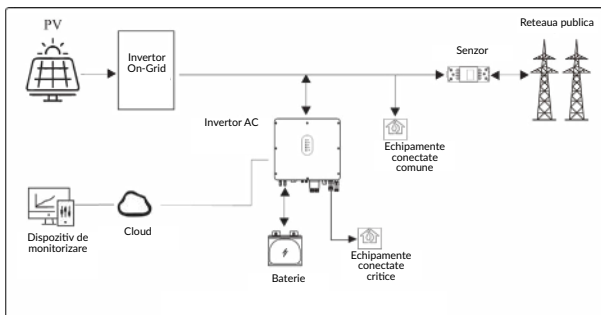 PV
Invertor
On-Grid
Reteaua publica
Senzor
Invertor AC
Echipamente
conectate
comune
Dispozitiv de
monitorizare
Cloud
Baterie
Echipamente
conectate
critice